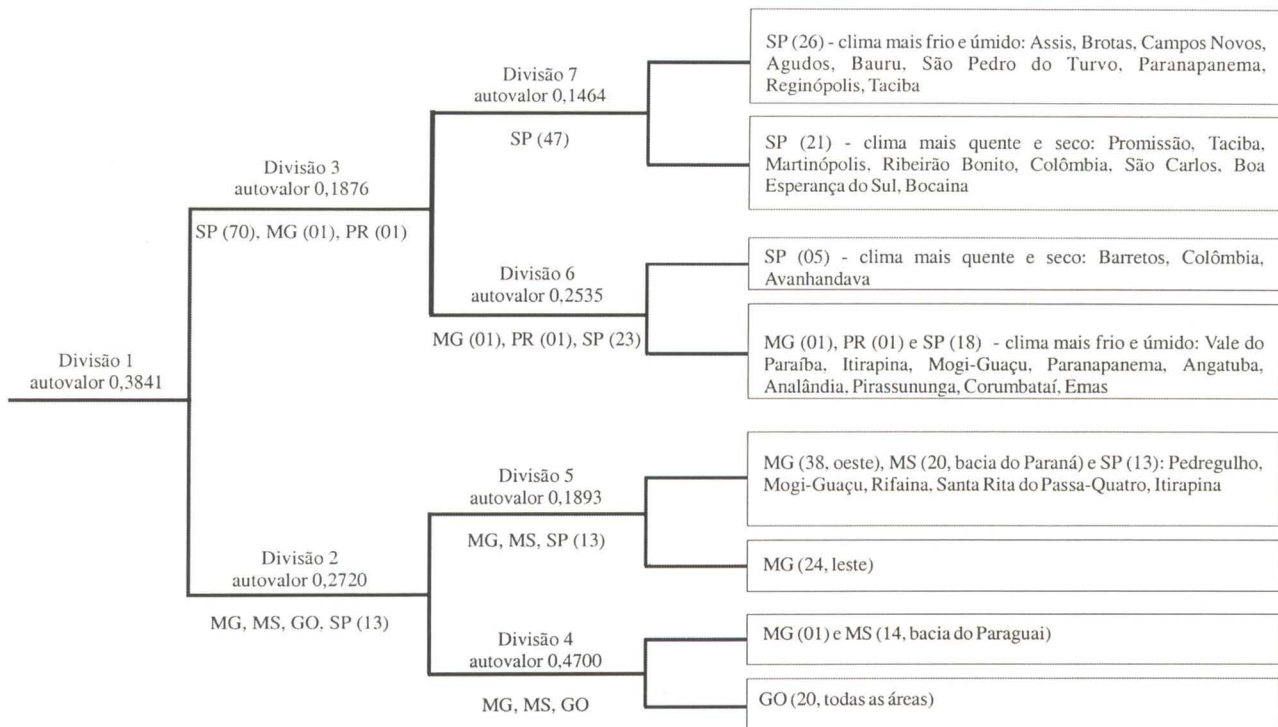 Divisão 1
autovalor 0,3841
Divisão 3
autovalor 0,1876
SP (70), MG (01), PR (01)
Divisão 7
autovalor 0,1464
SP (47)
SP (26) - clima mais frio e úmido: Assis, Brotas, Campos Novos,
Agudos, Bauru, São Pedro do Turvo, Paranapanema,
Reginópolis, Taciba
SP (21) - clima mais quente e seco: Promissão, Taciba,
Martinópolis, Ribeirão Bonito, Colômbia, São Carlos, Boa
Esperança do Sul, Bocaina
Divisão 6
autovalor 0,2535
MG (01), PR (01), SP (23)
SP (05) - clima mais quente e seco: Barretos, Colômbia,
Avanhandava
MG (01), PR (01) e SP (18) - clima mais frio e úmido: Vale do
Paraíba, Itirapina, Mogi-Guaçu, Paranapanema, Angatuba,
Analândia, Pirassununga, Corumbataí, Emas
Divisão 2
autovalor 0,2720
MG, MS, GO, SP (13)
Divisão 5
autovalor 0,1893
MG, MS, SP (13)
MG (38, oeste), MS (20, bacia do Paraná) e SP (13): Pedregulho,
Mogi-Guaçu, Rifaina, Santa Rita do Passa-Quatro, Itirapina
MG (24, leste)
Divisão 4
autovalor 0,4700
MG, MS, GO
MG (01) e MS (14, bacia do Paraguai)
GO (20, todas as áreas)